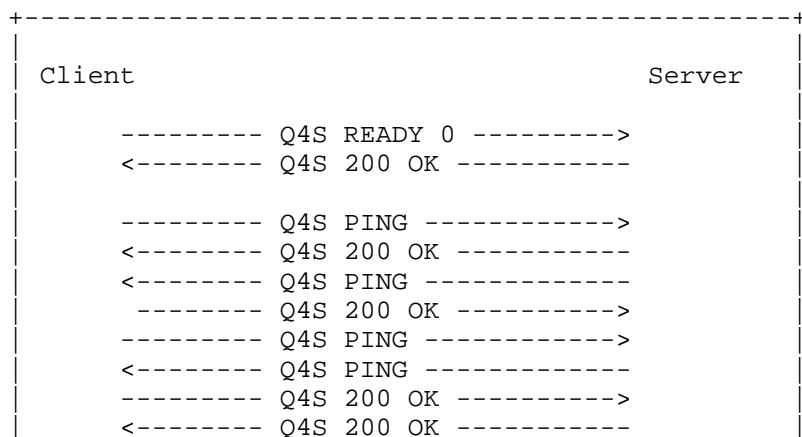 +------------------------------------------------+
| |
| Client Server |
| |
| --------- Q4S READY 0 ---------> |
| <-------- Q4S 200 OK ----------- |
| |
| --------- Q4S PING ------------> |
| <-------- Q4S 200 OK ----------- |
| <-------- Q4S PING ------------- |
| -------- Q4S 200 OK -----------> |
| --------- Q4S PING ------------> |
| <-------- Q4S PING ------------- |
| --------- Q4S 200 OK ----------> |
| <-------- Q4S 200 OK ----------- |